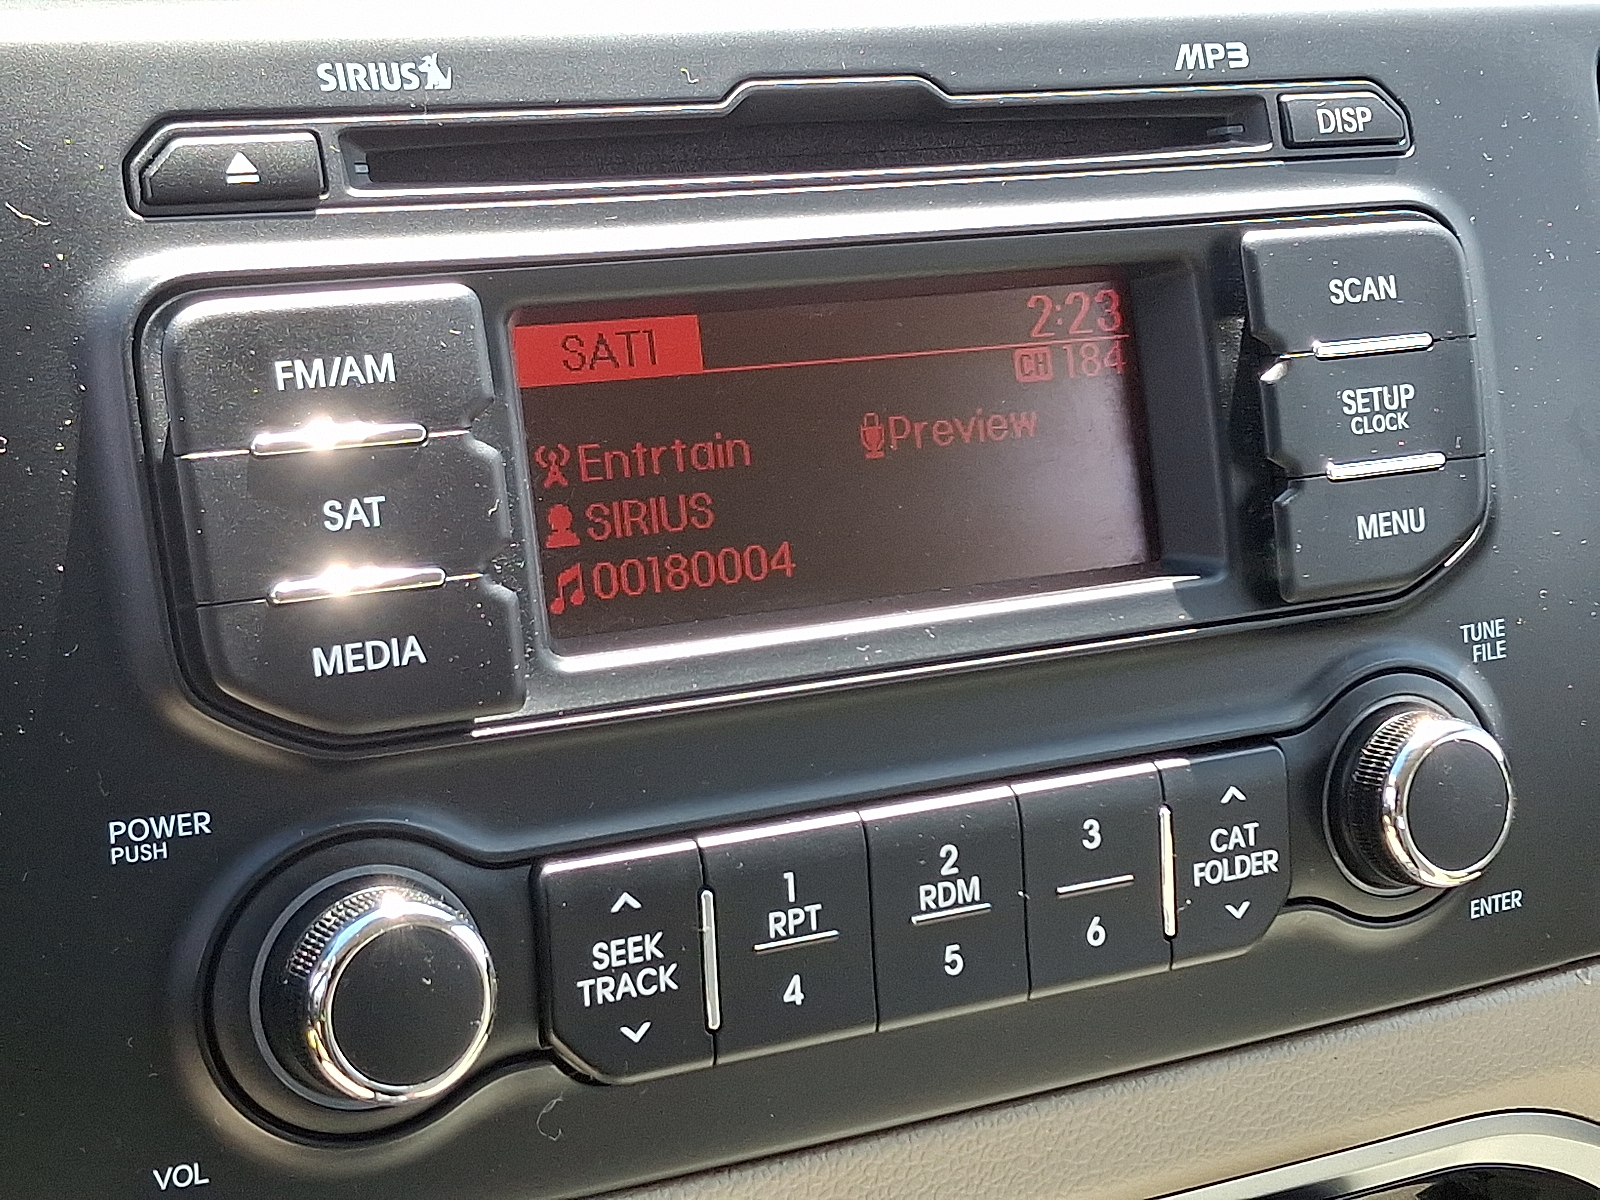 SIRIUS
MP3
DISP
FM/AM
SAT
MEDIA
SAT1
2:23
CH 184
Entrtain
Preview
SIRIUS
00180004
SCAN
SETUP
CLOCK
MENU
TUNE
FILE
POWER
PUSH
VOL
SEEK
TRACK
1
RPT
4
2
RDM
5
3
6
CAT
FOLDER
ENTER